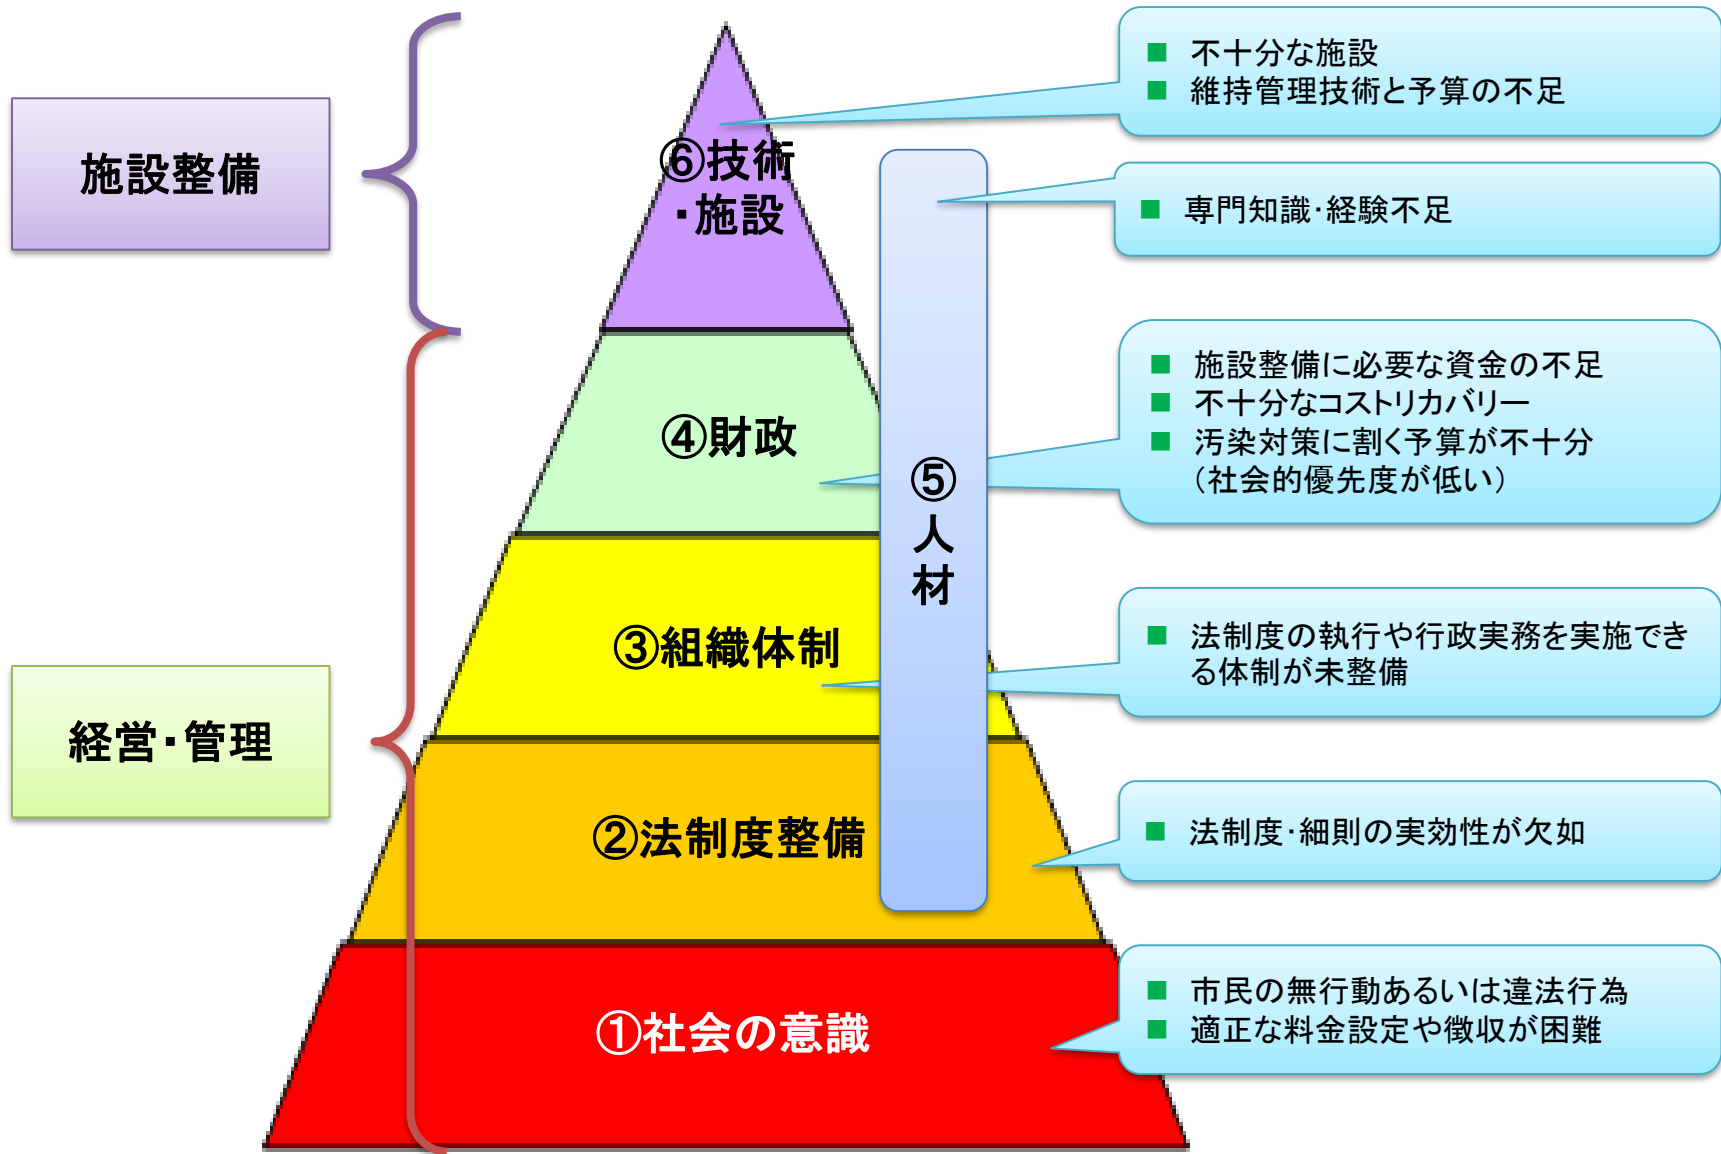 施設整備
経営・管理
⑥技術
・施設
④財政
③組織体制
②法制度整備
①社会の意識
⑤
人
材
■ 不十分な施設
■ 維持管理技術と予算の不足
■ 専門知識・経験不足
■ 施設整備に必要な資金の不足
■ 不十分なコストリカバリー
■ 汚染対策に割く予算が不十分
（社会的優先度が低い）
■ 法制度の執行や行政実務を実施でき
る体制が未整備
■ 法制度・細則の実効性が欠如
■ 市民の無行動あるいは違法行為
■ 適正な料金設定や徴収が困難